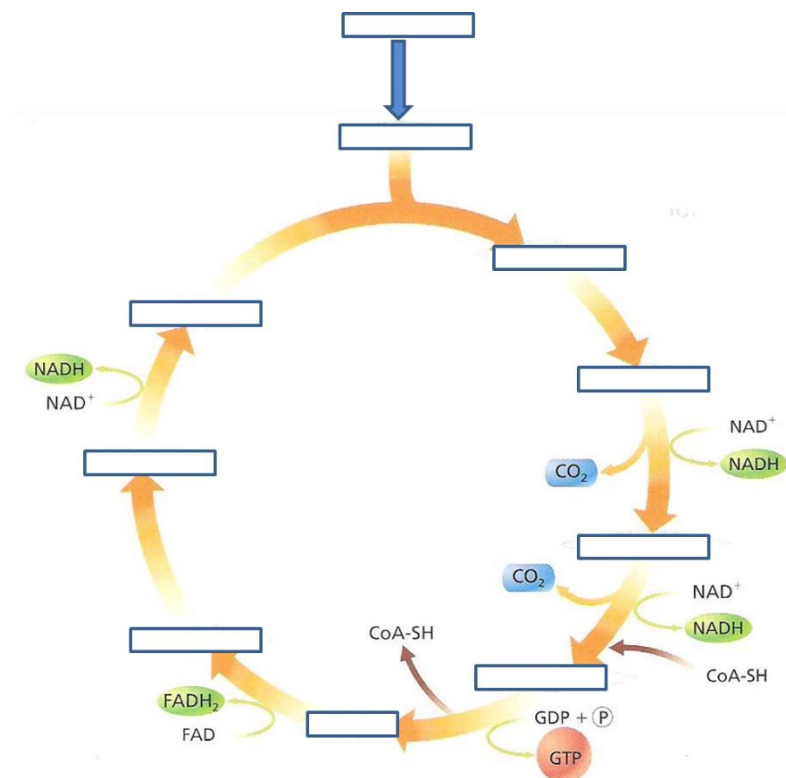 NADH
NAD⁺
NAD⁺
CO₂
NADH
CO₂
NAD⁺
NADH
CoA-SH
CoA-SH
FADH₂
GDP + P
FAD
GTP